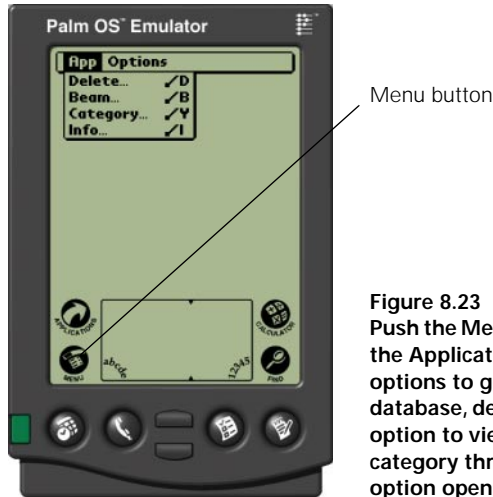 Palm OS™ Emulator
App Options
Delete... /D
Beam... /B
Category... /Y
Info... /I
Menu button
APPLICATIONS
CALCULATOR
MENU
abcde
12345
FIND
Figure 8.23
Push the Me
the Applicat
options to g
database, de
option to vie
category thr
option open